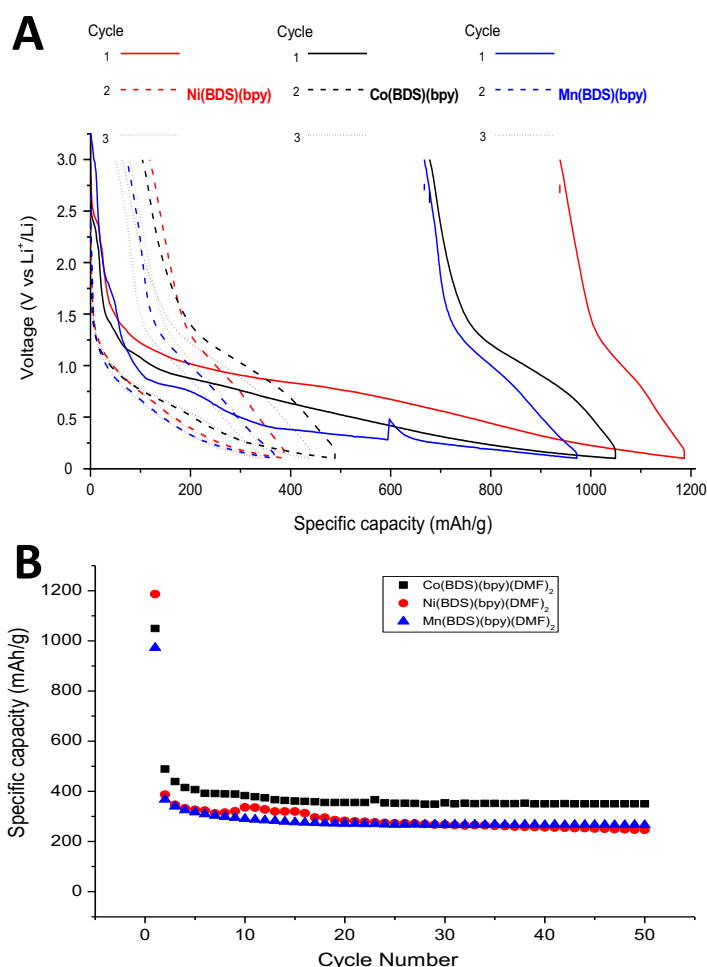 A
Cycle Cycle Cycle
1 1 1
2 Ni(BDS)(bpy) 2 Co(BDS)(bpy) 2 Mn(BDS)(bpy)
3 3 3
3.0
2.5
2.0
1.5
1.0
0.5
0
Voltage (V vs Li⁺/Li)
0 200 400 600 800 1000 1200
Specific capacity (mAh/g)
B
Co(BDS)(bpy)(DMF)₂
Ni(BDS)(bpy)(DMF)₂
Mn(BDS)(bpy)(DMF)₂
1200
1000
800
600
400
200
0
Specific capacity (mAh/g)
0 10 20 30 40 50
Cycle Number